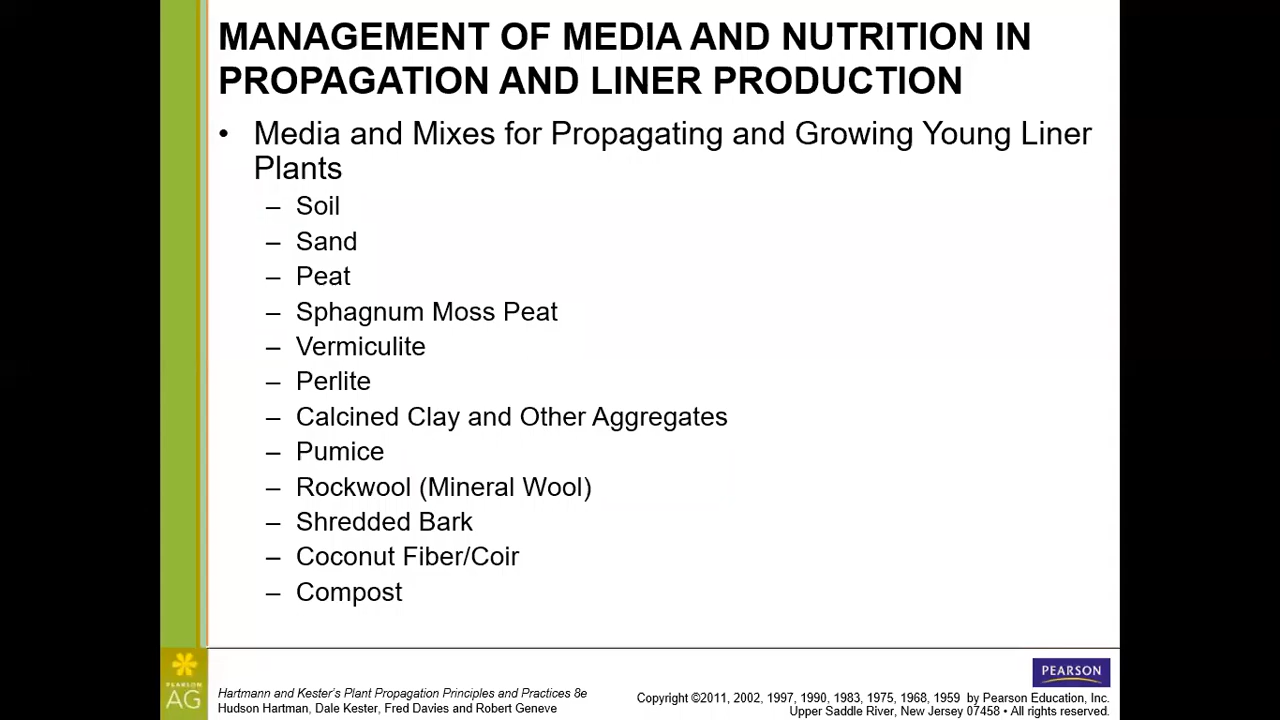 MANAGEMENT OF MEDIA AND NUTRITION IN
PROPAGATION AND LINER PRODUCTION
• Media and Mixes for Propagating and Growing Young Liner
Plants
– Soil
– Sand
– Peat
– Sphagnum Moss Peat
– Vermiculite
– Perlite
– Calcined Clay and Other Aggregates
– Pumice
– Rockwool (Mineral Wool)
– Shredded Bark
– Coconut Fiber/Coir
– Compost
PEARSON
AG
Hartmann and Kester's Plant Propagation Principles and Practices 8e
Hudson Hartman, Dale Kester, Fred Davies and Robert Geneve
PEARSON
Copyright ©2011, 2002, 1997, 1990, 1983, 1975, 1968, 1959 by Pearson Education, Inc.
Upper Saddle River, New Jersey 07458 • All rights reserved.